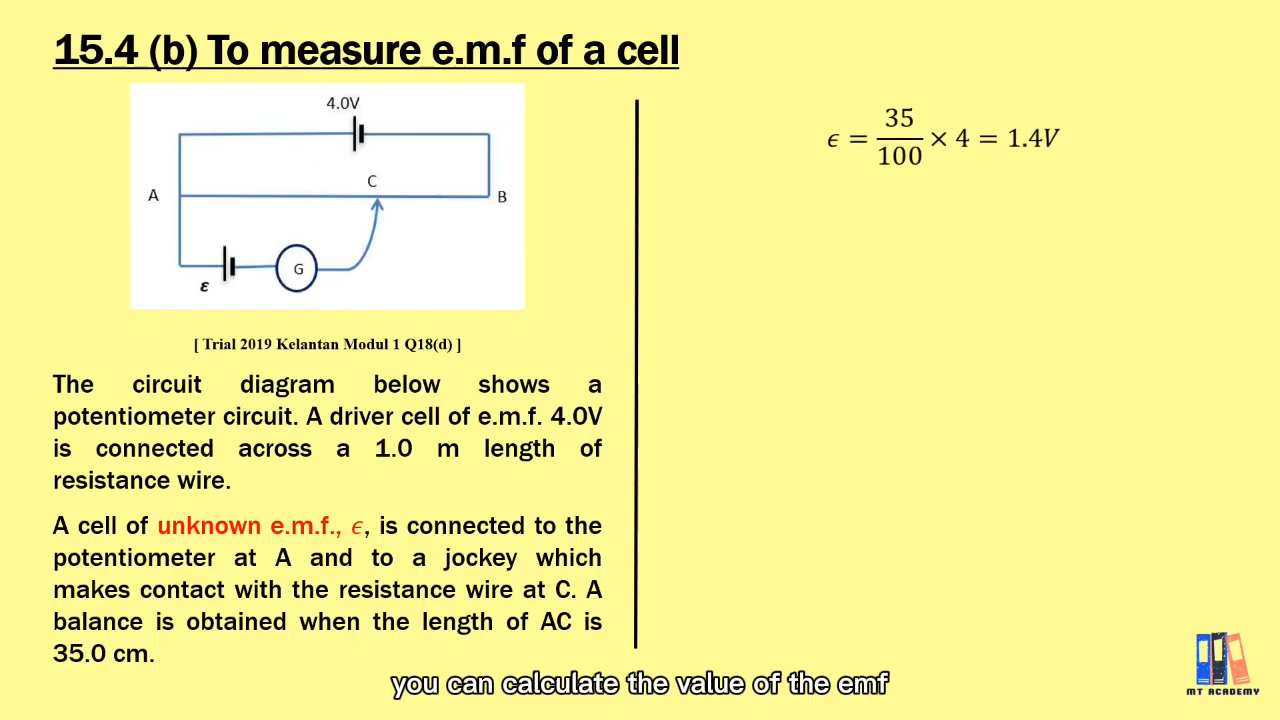 15.4 (b) To measure e.m.f of a cell
4.0V
C
A
B
G
ε
[ Trial 2019 Kelantan Modul 1 Q18(d) ]
The circuit diagram below shows a
potentiometer circuit. A driver cell of e.m.f. 4.0V
is connected across a 1.0 m length of
resistance wire.
A cell of unknown e.m.f., ϵ, is connected to the
potentiometer at A and to a jockey which
makes contact with the resistance wire at C. A
balance is obtained when the length of AC is
35.0 cm.
ϵ = 35/100 × 4 = 1.4V
you can calculate the value of the emf
MT ACADEMY